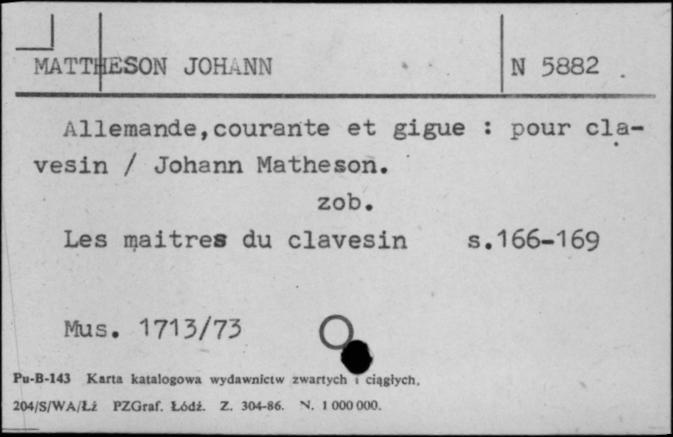 MATTHESON JOHANN N 5882
Allemande,courante et gigue : pour cla-
vesin / Johann Matheson.
zob.
Les maitres du clavesin s.166-169
Mus. 1713/73
Pu-B-143 Karta katalogowa wydawnictw zwartych i ciągłych.
204/S/WA/Łź PZGraf. Łódź. Z. 304-86. N. 1 000 000.